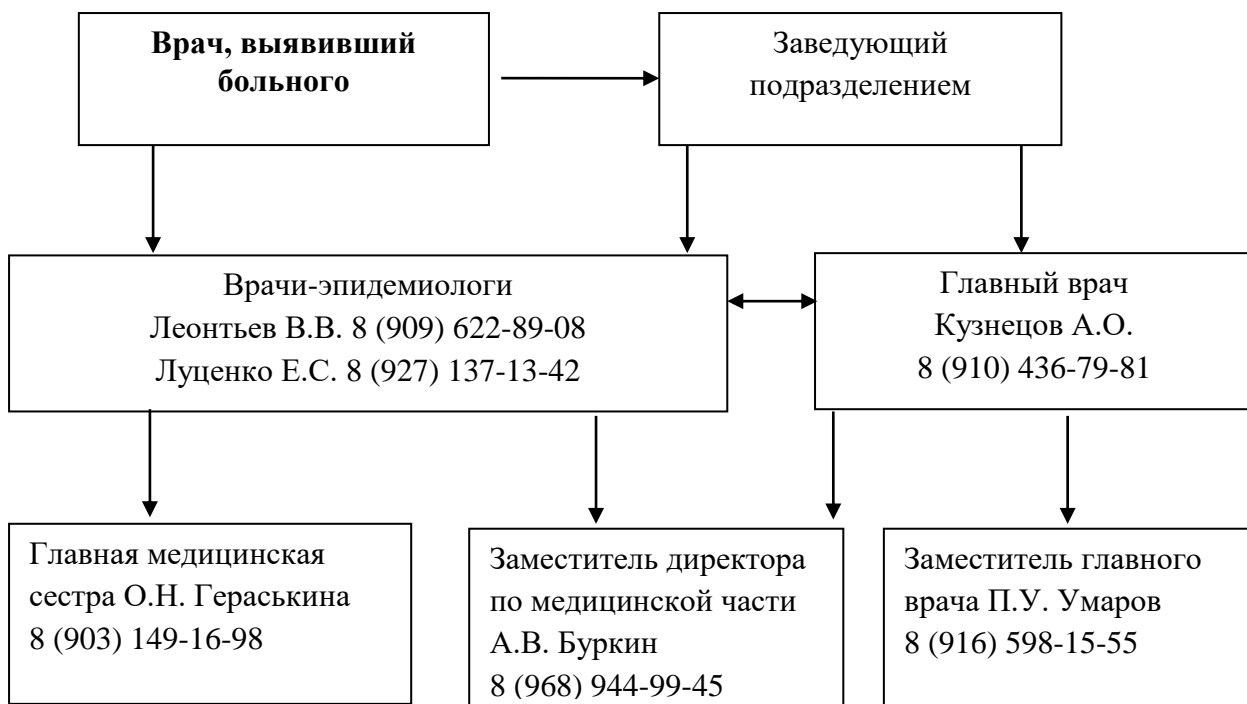 Врач, выявивший
больного
Заведующий
подразделением
Врачи-эпидемиологи
Леонтьев В.В. 8 (909) 622-89-08
Луценко Е.С. 8 (927) 137-13-42
Главный врач
Кузнецов А.О.
8 (910) 436-79-81
Главная медицинская
сестра О.Н. Гераськина
8 (903) 149-16-98
Заместитель директора
по медицинской части
А.В. Буркин
8 (968) 944-99-45
Заместитель главного
врача П.У. Умаров
8 (916) 598-15-55